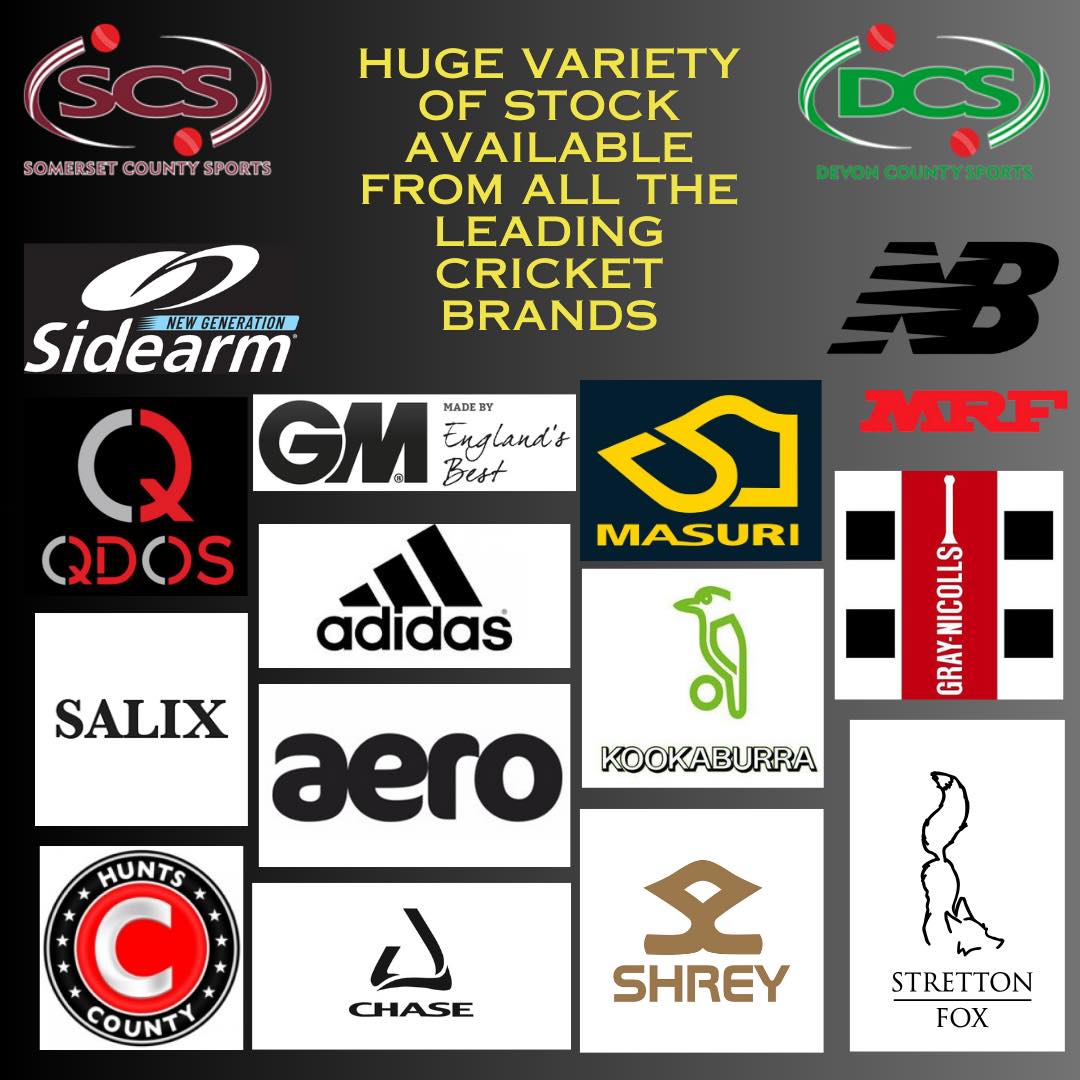 SCS
SOMERSET COUNTY SPORTS
HUGE VARIETY
OF STOCK
AVAILABLE
FROM ALL THE
LEADING
CRICKET
BRANDS
DCS
DEVON COUNTY SPORTS
NEW GENERATION
Sidearm®
NB
MRF
Q
QDOS
GM®
MADE BY
England's
Best
MASURI
GRAY-NICOLLS
adidas®
SALIX
aero
KOOKABURRA
HUNTS
C
COUNTY
CHASE
SHREY
STRETTON
FOX